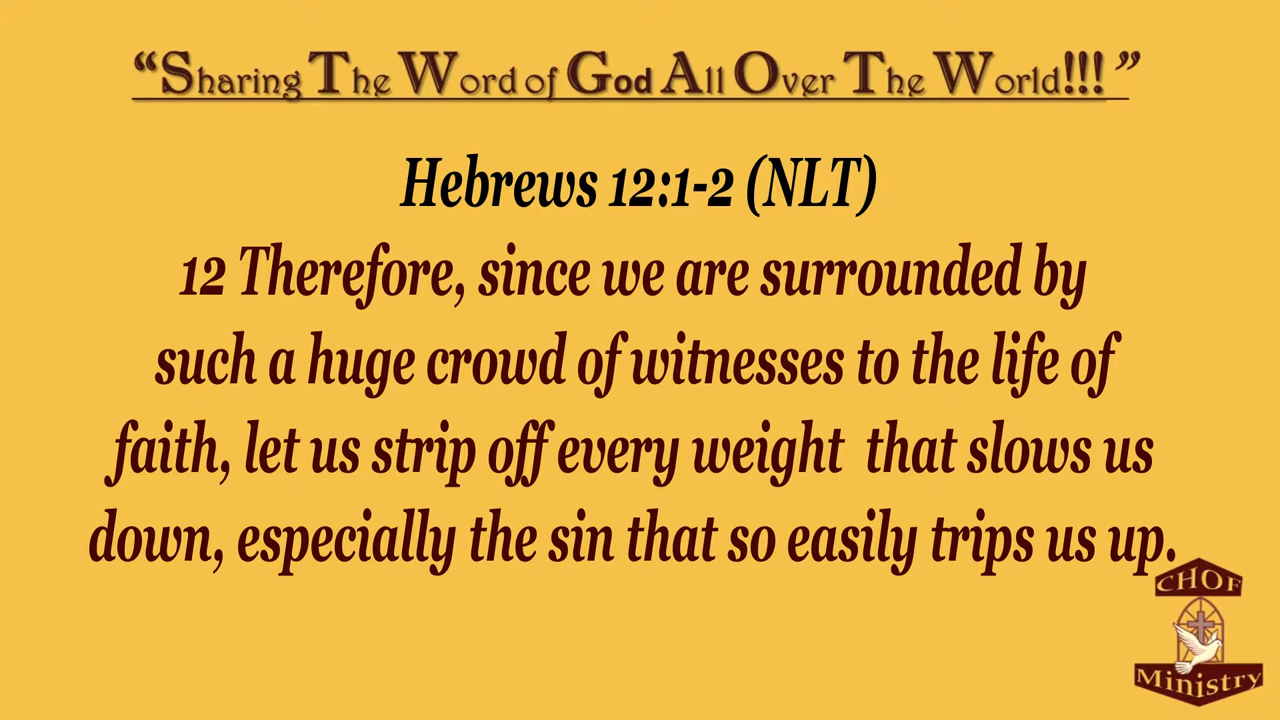 “Sharing The Word of God All Over The World!!!”
Hebrews 12:1-2 (NLT)
12 Therefore, since we are surrounded by
such a huge crowd of witnesses to the life of
faith, let us strip off every weight  that slows us
down, especially the sin that so easily trips us up.
CHOF
Ministry